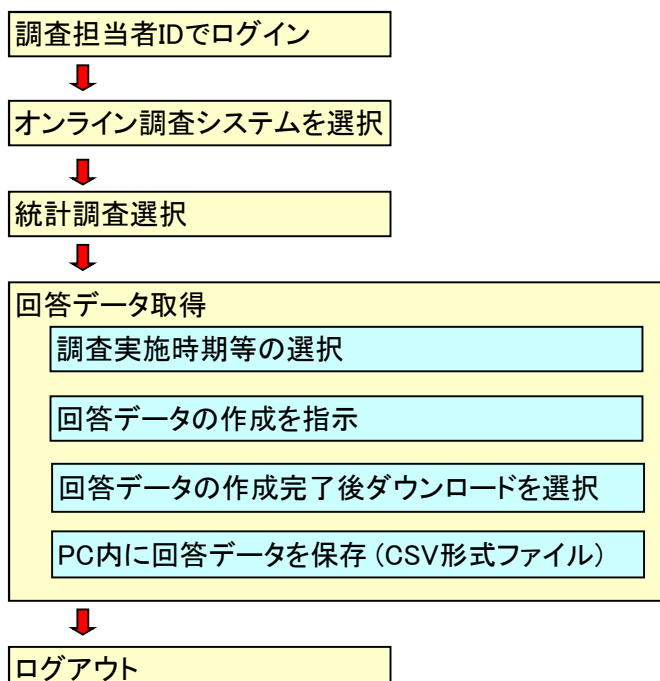 調査担当者IDでログイン
オンライン調査システムを選択
統計調査選択
回答データ取得
調査実施時期等の選択
回答データの作成を指示
回答データの作成完了後ダウンロードを選択
PC内に回答データを保存（CSV形式ファイル）
ログアウト